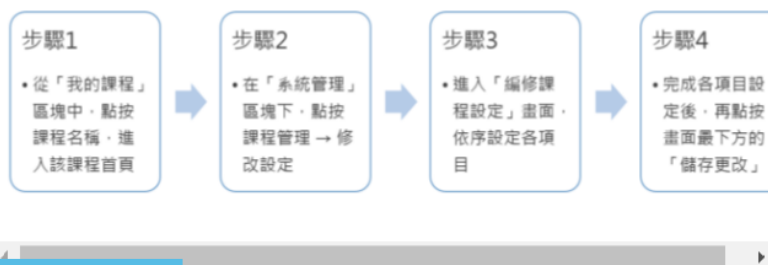 步驟1
•從「我的課程」
區塊中，點按
課程名稱，進
入該課程首頁
步驟2
•在「系統管理」
區塊下，點按
課程管理 → 修
改設定
步驟3
•進入「編修課
程設定」畫面，
依序設定各項
目
步驟4
•完成各項目設
定後，再點按
畫面最下方的
「儲存更改」